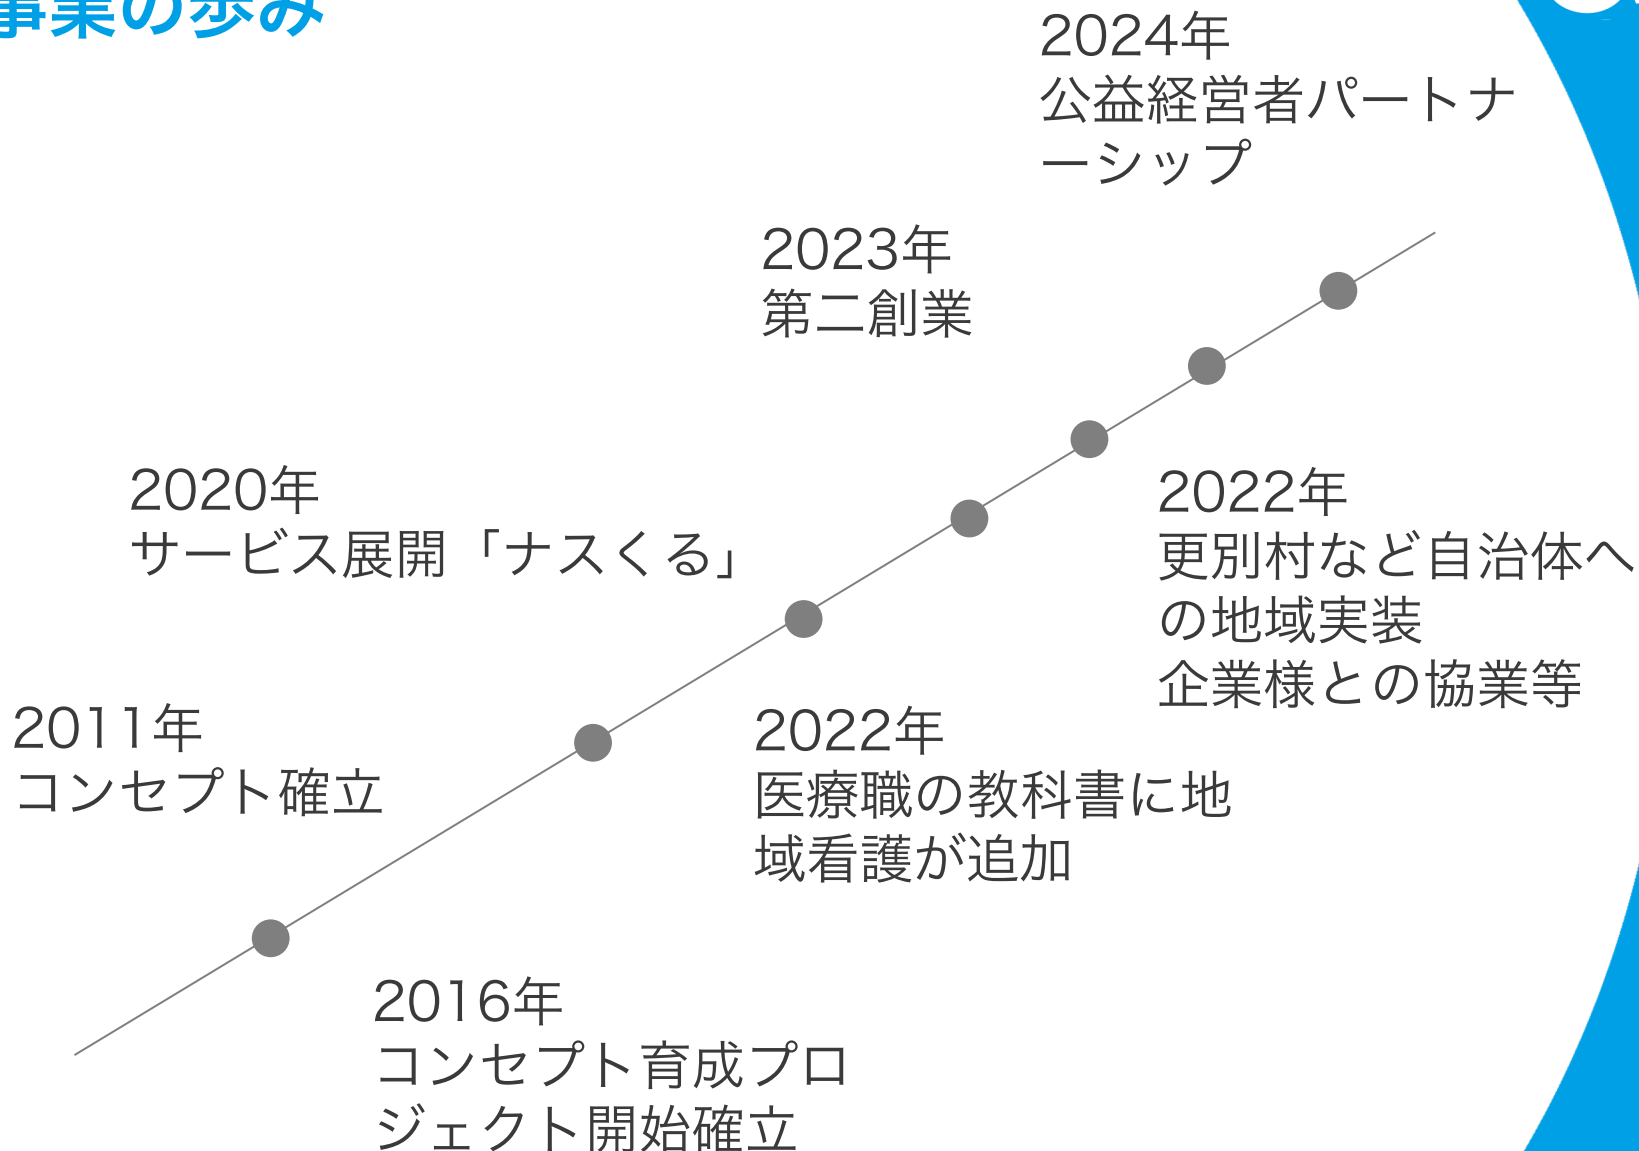 事業の歩み
2024年
公益経営者パートナ
ーシップ
2023年
第二創業
2020年
サービス展開「ナスくる」
2022年
更別村など自治体へ
の地域実装
企業様との協業等
2011年
コンセプト確立
2022年
医療職の教科書に地
域看護が追加
2016年
コンセプト育成プロ
ジェクト開始確立